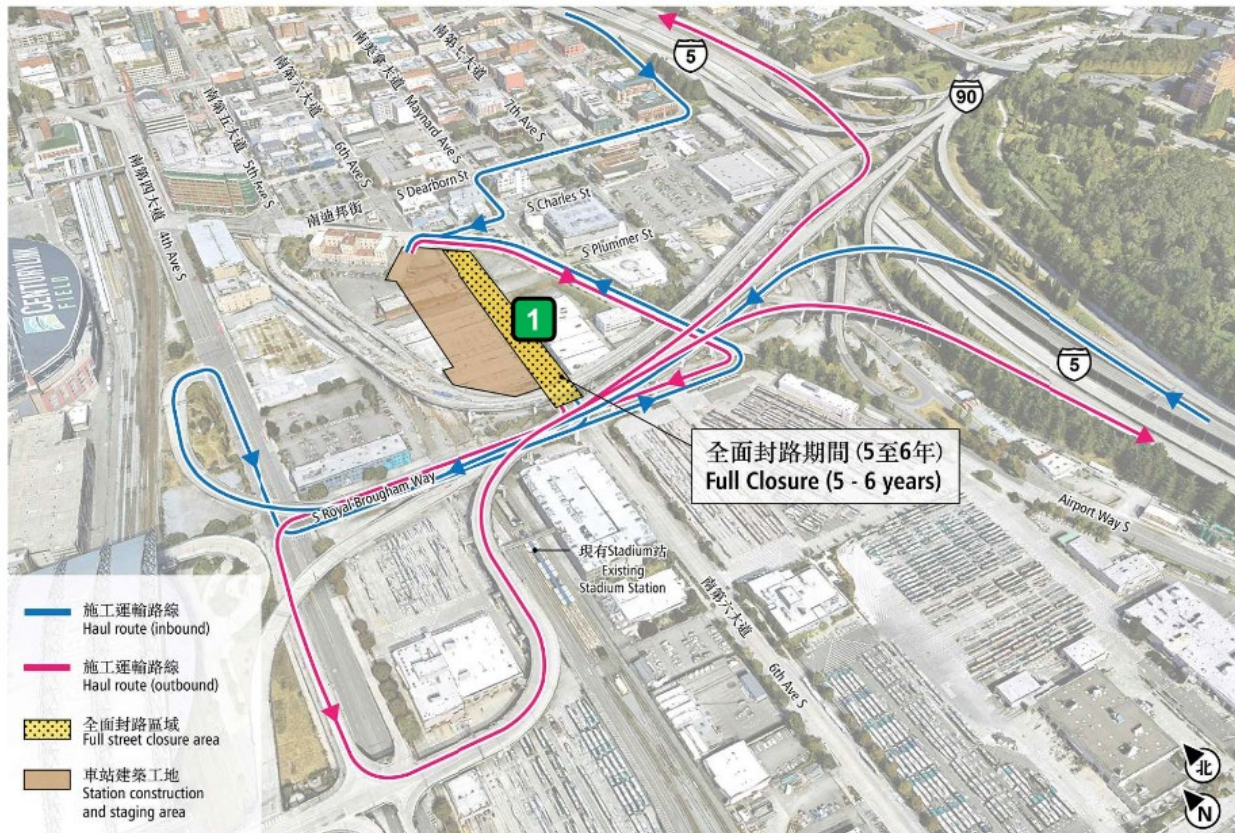 5
90
南第七大道
7th Ave S
南美拿大道
Maynard Ave S
南第六大道
6th Ave S
南第五大道
5th Ave S
南第四大道
4th Ave S
S Dearborn St
南迪邦街
S Charles St
S Plummer St
CENTURYLINK
FIELD
1
5
全面封路期間 (5至6年)
Full Closure (5 - 6 years)
S Royal Brougham Way
Airport Way S
現有Stadium站
Existing
Stadium Station
南第六大道
6th Ave S
施工運輸路線
Haul route (inbound)
施工運輸路線
Haul route (outbound)
全面封路區域
Full street closure area
車站建築工地
Station construction
and staging area
北
N